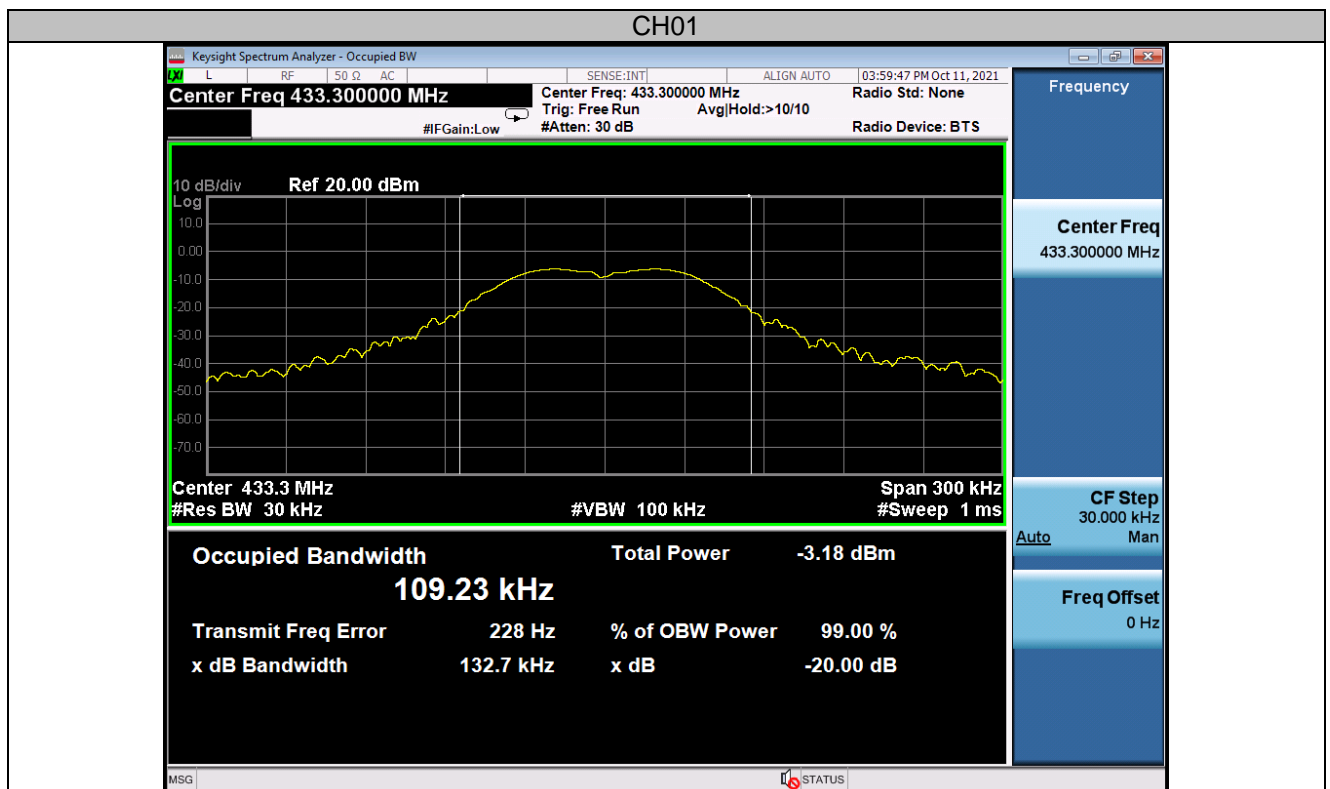 CH01
Keysight Spectrum Analyzer - Occupied BW
LXI L RF 50 Ω AC SENSE:INT ALIGN AUTO 03:59:47 PM Oct 11, 2021
Center Freq 433.300000 MHz
Center Freq: 433.300000 MHz Radio Std: None
Trig: Free Run Avg|Hold:>10/10
#IFGain:Low #Atten: 30 dB Radio Device: BTS
Frequency
10 dB/div Ref 20.00 dBm
Log
10.0
0.00
-10.0
-20.0
-30.0
-40.0
-50.0
-60.0
-70.0
Center 433.3 MHz Span 300 kHz
#Res BW 30 kHz #VBW 100 kHz #Sweep 1 ms
Occupied Bandwidth Total Power -3.18 dBm
109.23 kHz
Transmit Freq Error 228 Hz % of OBW Power 99.00 %
x dB Bandwidth 132.7 kHz x dB -20.00 dB
Center Freq
433.300000 MHz
CF Step
30.000 kHz
Auto Man
Freq Offset
0 Hz
MSG STATUS